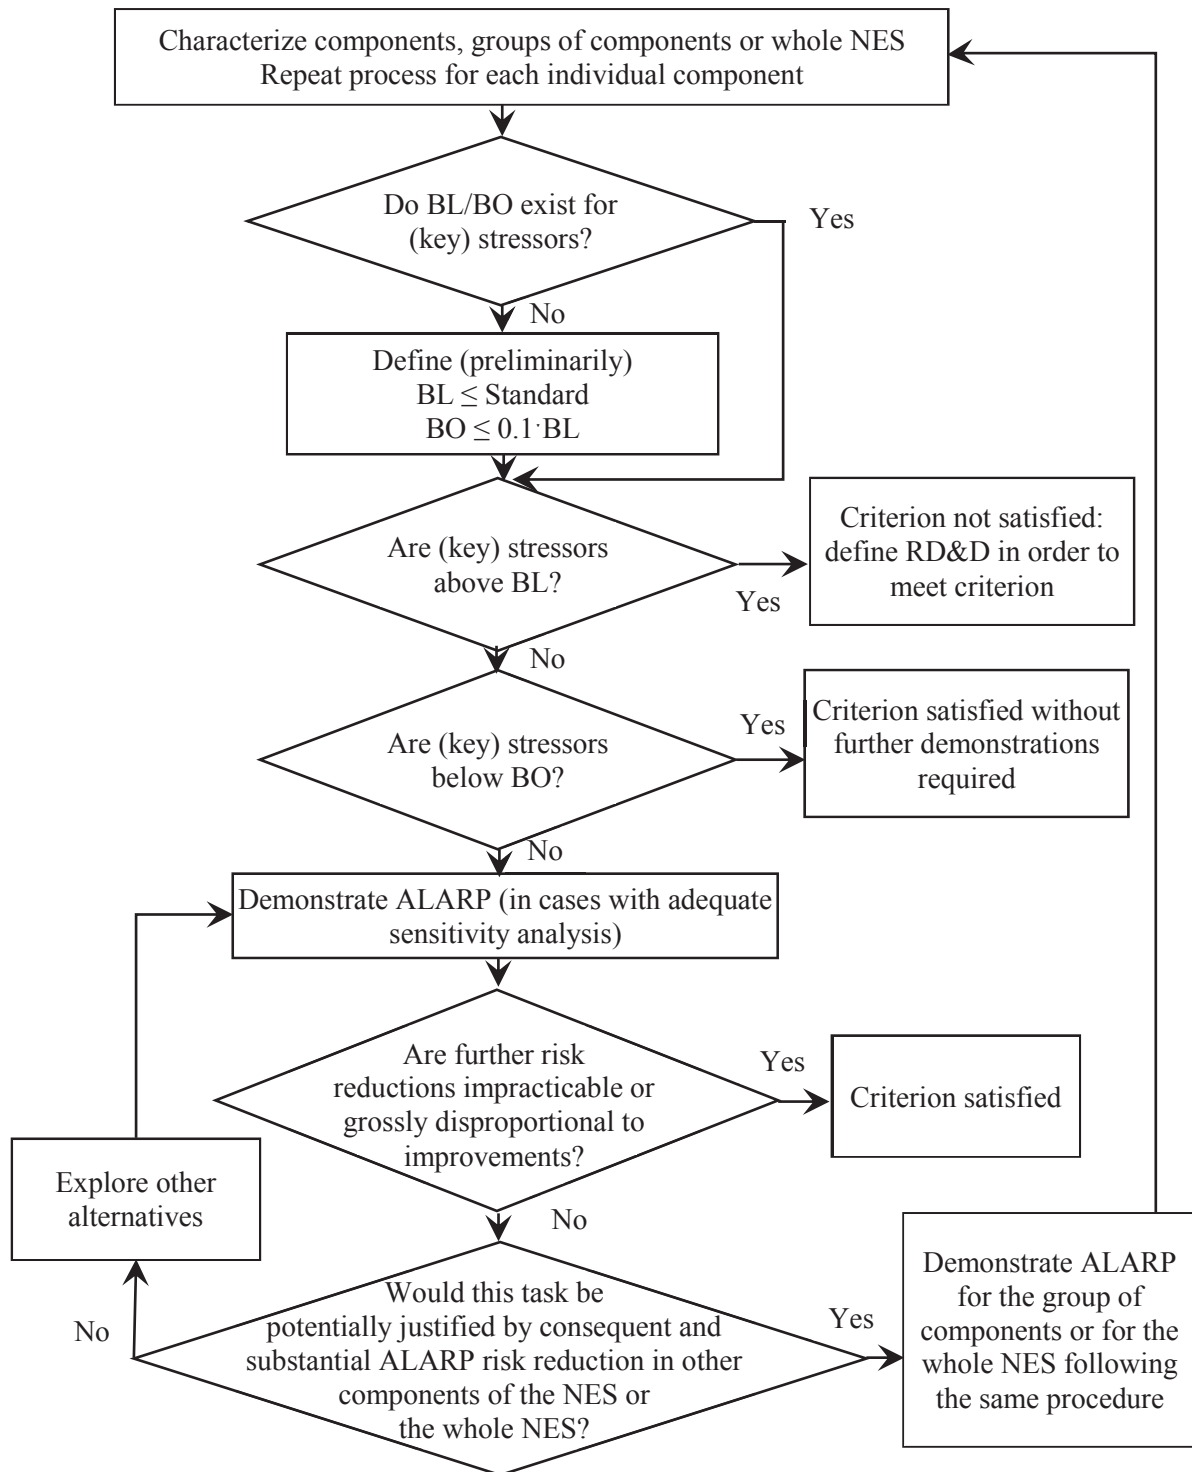 Characterize components, groups of components or whole NES
Repeat process for each individual component
Do BL/BO exist for
(key) stressors?
Yes
No
Define (preliminarily)
BL ≤ Standard
BO ≤ 0.1·BL
Are (key) stressors
above BL?
Yes
Criterion not satisfied:
define RD&D in order to
meet criterion
No
Are (key) stressors
below BO?
Yes
Criterion satisfied without
further demonstrations
required
No
Demonstrate ALARP (in cases with adequate
sensitivity analysis)
Are further risk
reductions impracticable or
grossly disproportional to
improvements?
Yes
Criterion satisfied
Explore other
alternatives
No
Would this task be
potentially justified by consequent and
substantial ALARP risk reduction in other
components of the NES or
the whole NES?
No
Yes
Demonstrate ALARP
for the group of
components or for the
whole NES following
the same procedure